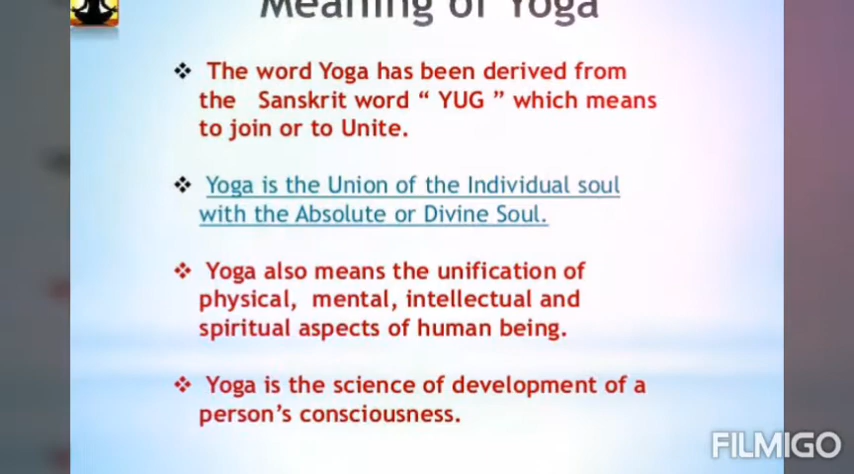 Meaning of Yoga
❖ The word Yoga has been derived from
the Sanskrit word “ YUG ” which means
to join or to Unite.
❖ Yoga is the Union of the Individual soul
with the Absolute or Divine Soul.
❖ Yoga also means the unification of
physical, mental, intellectual and
spiritual aspects of human being.
❖ Yoga is the science of development of a
person’s consciousness.
FILMIGO